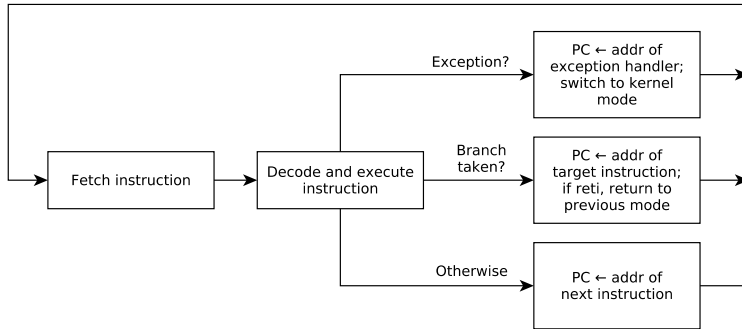 Exception?
PC ← addr of
exception handler;
switch to kernel
mode
Fetch instruction
Decode and execute
instruction
Branch
taken?
PC ← addr of
target instruction;
if reti, return to
previous mode
Otherwise
PC ← addr of
next instruction